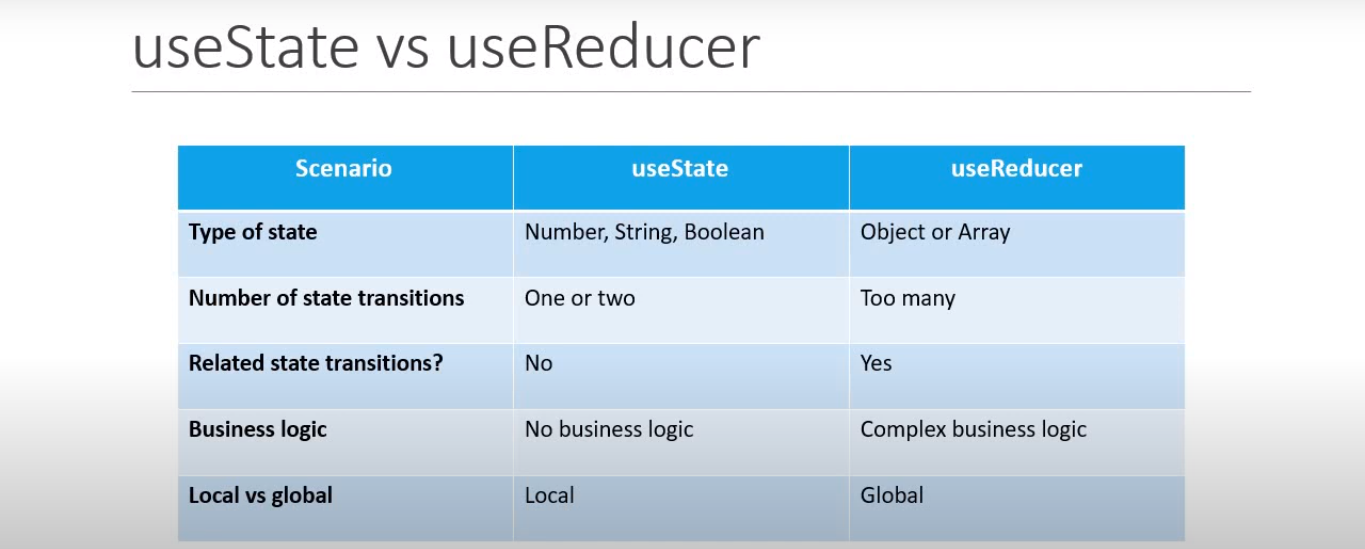 useState vs useReducer
Scenario useState useReducer
Type of state Number, String, Boolean Object or Array
Number of state transitions One or two Too many
Related state transitions? No Yes
Business logic No business logic Complex business logic
Local vs global Local Global